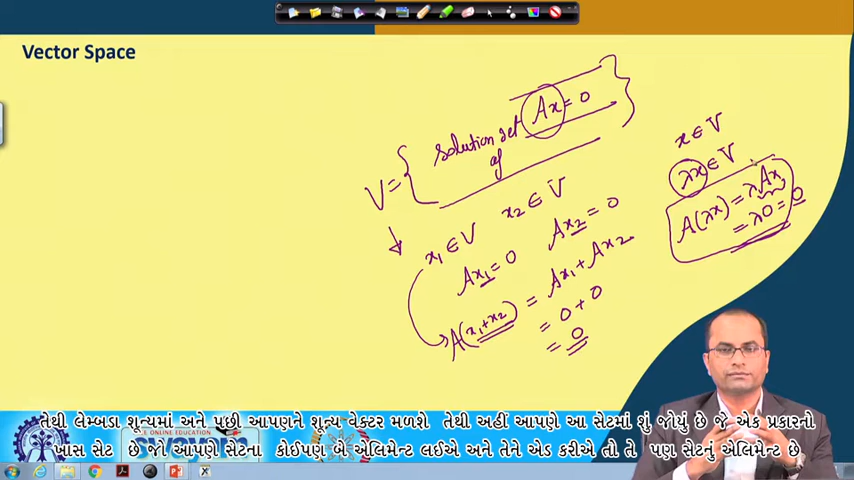 Vector Space
V = { solution set of Ax = 0 }
x₁ ∈ V x₂ ∈ V
Ax₁ = 0 Ax₂ = 0
A(x₁+x₂) = Ax₁ + Ax₂
= 0 + 0
= 0
x ∈ V
λx ∈ V
A(λx) = λAx
= λ0 = 0
તેથી લેમ્બડા શૂન્યમાં અને પછી આપણને શૂન્ય વેક્ટર મળશે તેથી અહીં આપણે આ સેટમાં શું જોયું છે જે એક પ્રકારનો
ખાસ સેટ છે જો આપણે સેટના કોઈપણ બે એલિમેન્ટ લઈએ અને તેને એડ કરીએ તો તે પણ સેટનું એલિમેન્ટ છે